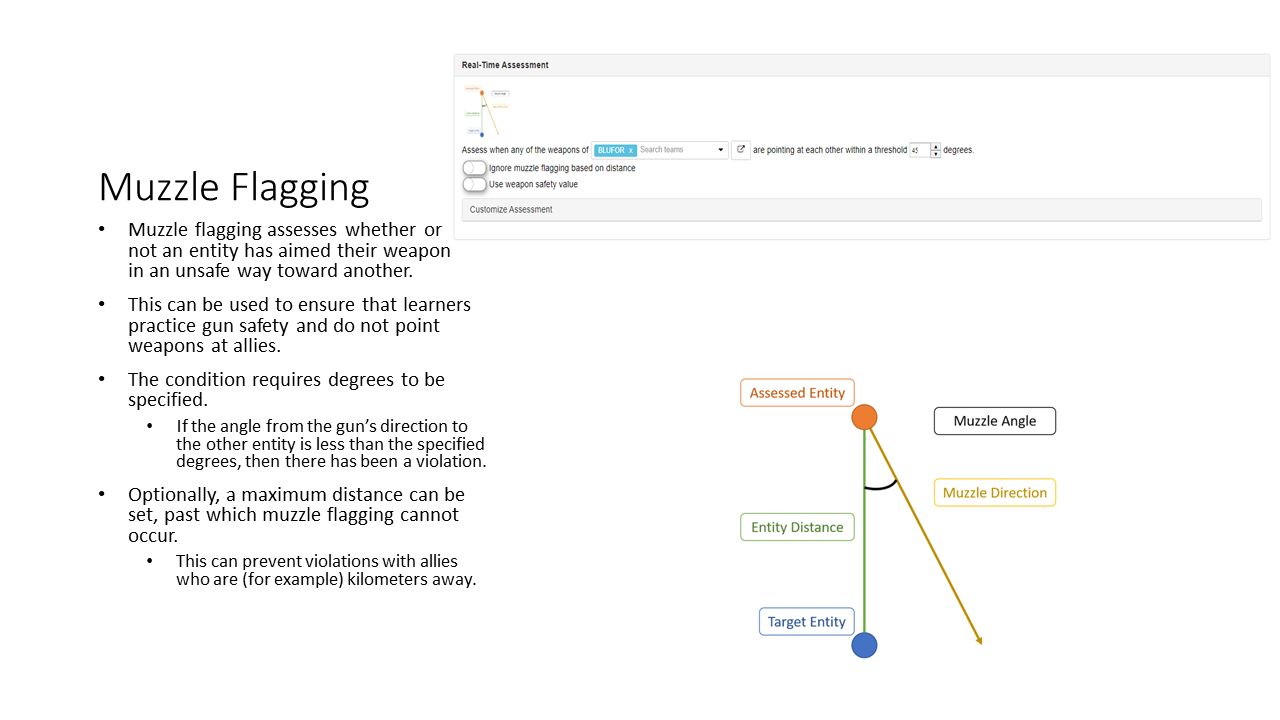 Real-Time Assessment
Assess when any of the weapons of BLUFOR x Search teams are pointing at each other within a threshold 45 degrees.
Ignore muzzle flagging based on distance
Use weapon safety value
Customize Assessment
Muzzle Flagging
• Muzzle flagging assesses whether or
not an entity has aimed their weapon
in an unsafe way toward another.
• This can be used to ensure that learners
practice gun safety and do not point
weapons at allies.
• The condition requires degrees to be
specified.
• If the angle from the gun’s direction to
the other entity is less than the specified
degrees, then there has been a violation.
• Optionally, a maximum distance can be
set, past which muzzle flagging cannot
occur.
• This can prevent violations with allies
who are (for example) kilometers away.
Assessed Entity
Muzzle Angle
Muzzle Direction
Entity Distance
Target Entity